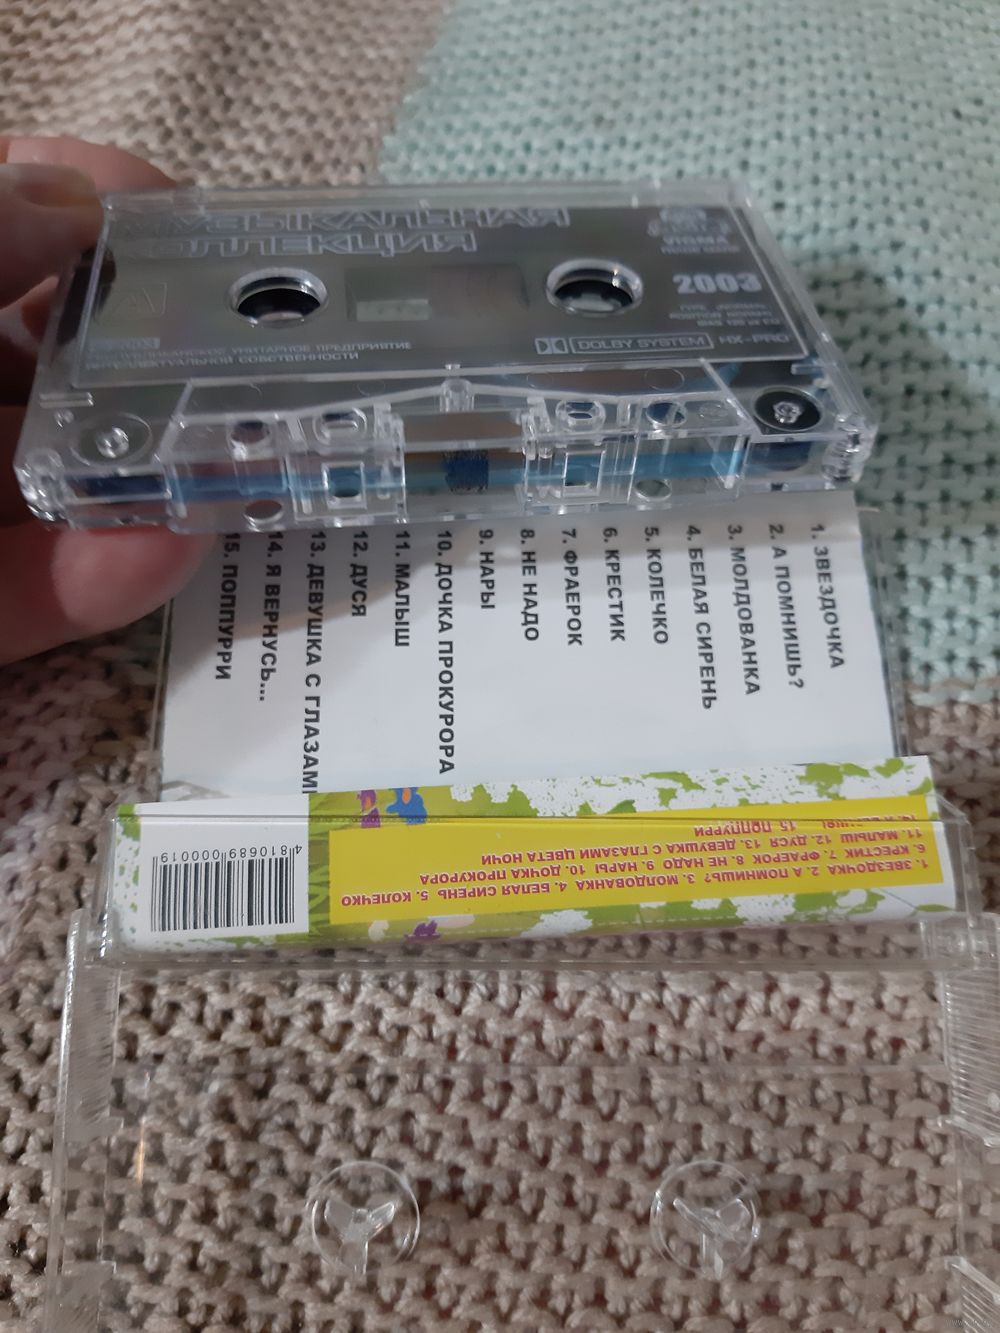 МУЗЫКАЛЬНАЯ
КОЛЛЕКЦИЯ
VIGMA
2003
A
РЕСПУБЛИКАНСКОЕ УНИТАРНОЕ ПРЕДПРИЯТИЕ
ИНТЕЛЛЕКТУАЛЬНОЙ СОБСТВЕННОСТИ
DOLBY SYSTEM HX-PRO
1. ЗВЕЗДОЧКА
2. А ПОМНИШЬ?
3. МОЛДОВАНКА
4. БЕЛАЯ СИРЕНЬ
5. КОЛЕЧКО
6. КРЕСТИК
7. ФРАЕРОК
8. НЕ НАДО
9. НАРЫ
10. ДОЧКА ПРОКУРОРА
11. МАЛЫШ
12. ДУСЯ
13. ДЕВУШКА С ГЛАЗАМИ
14. Я ВЕРНУСЬ...
15. ПОППУРРИ
1. ЗВЕЗДОЧКА 2. А ПОМНИШЬ? 3. МОЛДОВАНКА 4. БЕЛАЯ СИРЕНЬ 5. КОЛЕЧКО
6. КРЕСТИК 7. ФРАЕРОК 8. НЕ НАДО 9. НАРЫ 10. ДОЧКА ПРОКУРОРА
11. МАЛЫШ 12. ДУСЯ 13. ДЕВУШКА С ГЛАЗАМИ ЦВЕТА НОЧИ
15. ПОППУРРИ
4810689000019